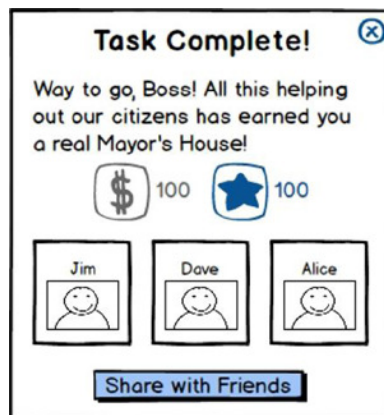 Task Complete!
Way to go, Boss! All this helping
out our citizens has earned you
a real Mayor's House!
$ 100 100
Jim Dave Alice
Share with Friends